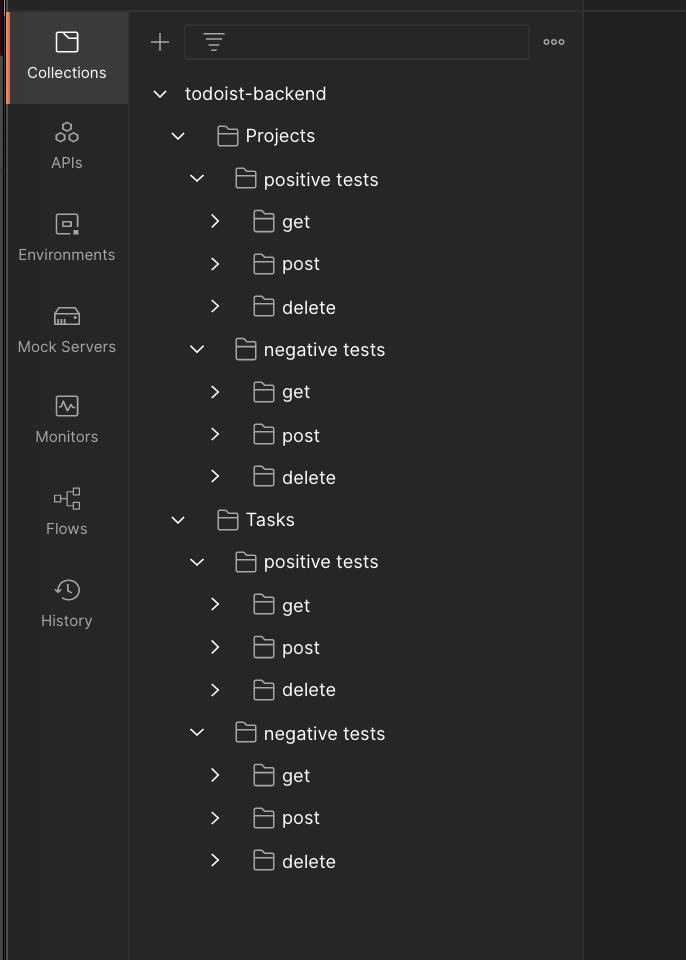 Collections
APIs
Environments
Mock Servers
Monitors
Flows
History
todoist-backend
Projects
positive tests
get
post
delete
negative tests
get
post
delete
Tasks
positive tests
get
post
delete
negative tests
get
post
delete